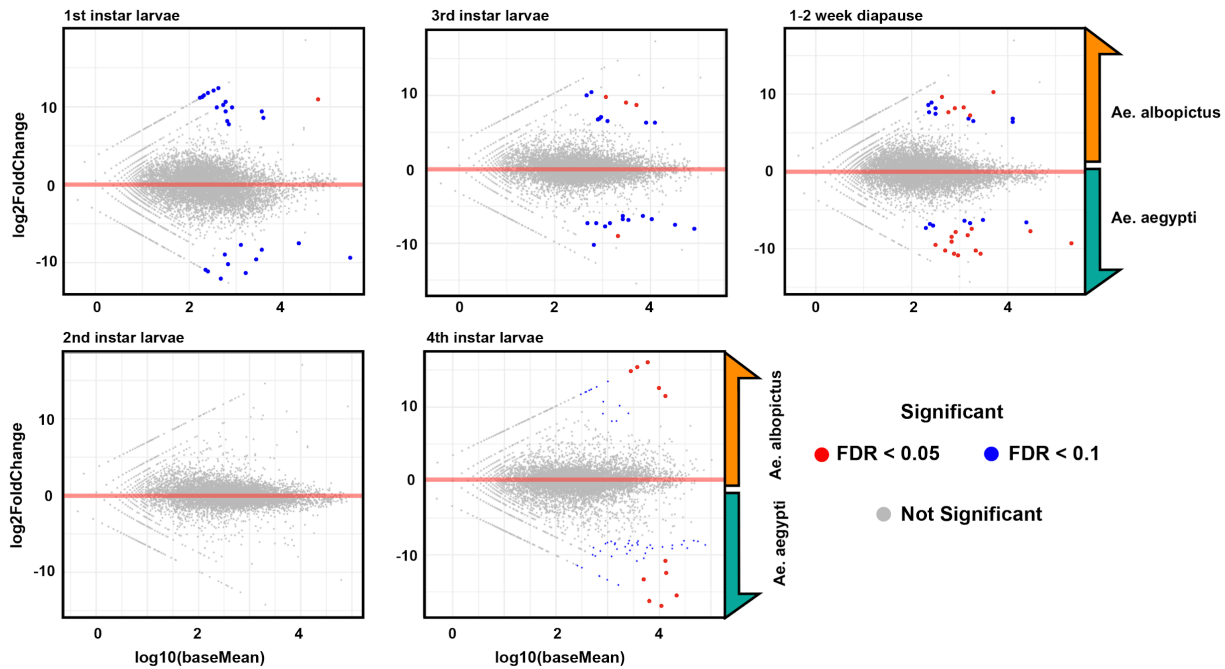 1st instar larvae
3rd instar larvae
1-2 week diapause
log2FoldChange
10
0
-10
0
2
4
10
0
-10
0
2
4
10
0
-10
0
2
4
Ae. albopictus
Ae. aegypti
2nd instar larvae
4th instar larvae
log2FoldChange
10
0
-10
0
2
4
log10(baseMean)
10
0
-10
0
2
4
log10(baseMean)
Ae. albopictus
Ae. aegypti
Significant
FDR < 0.05
FDR < 0.1
Not Significant